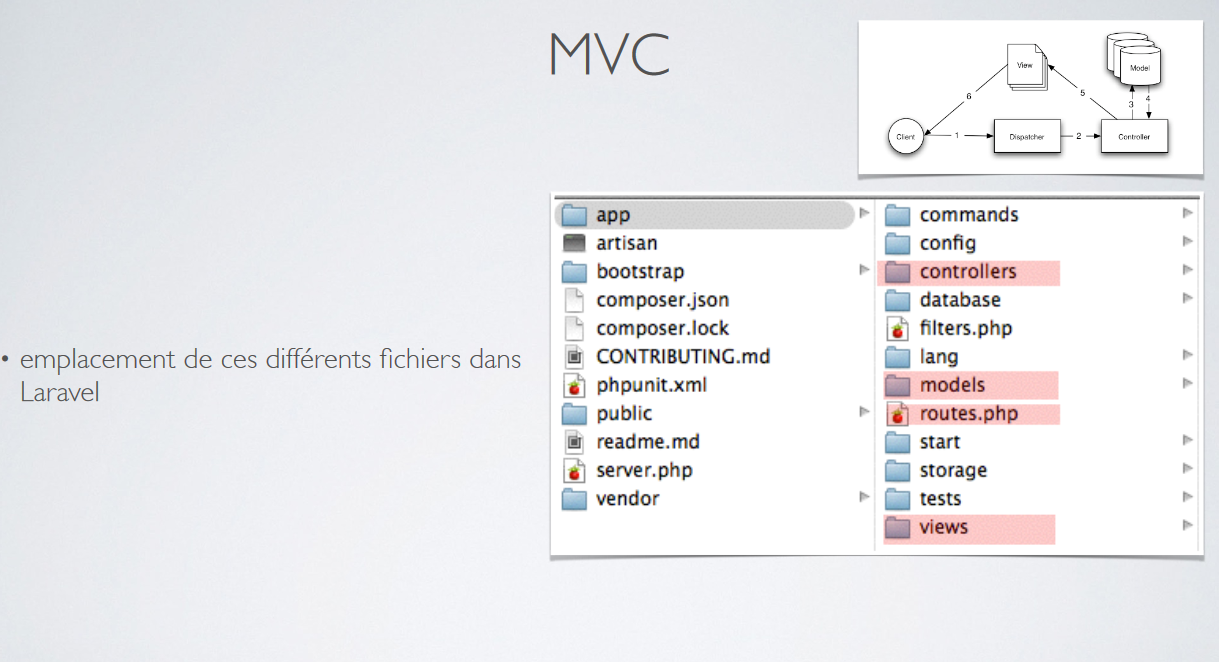 MVC
View
Model
6
5
3
4
Client
1
Dispatcher
2
Controller
• emplacement de ces différents fichiers dans
Laravel
app
artisan
bootstrap
composer.json
composer.lock
CONTRIBUTING.md
phpunit.xml
public
readme.md
server.php
vendor
commands
config
controllers
database
filters.php
lang
models
routes.php
start
storage
tests
views